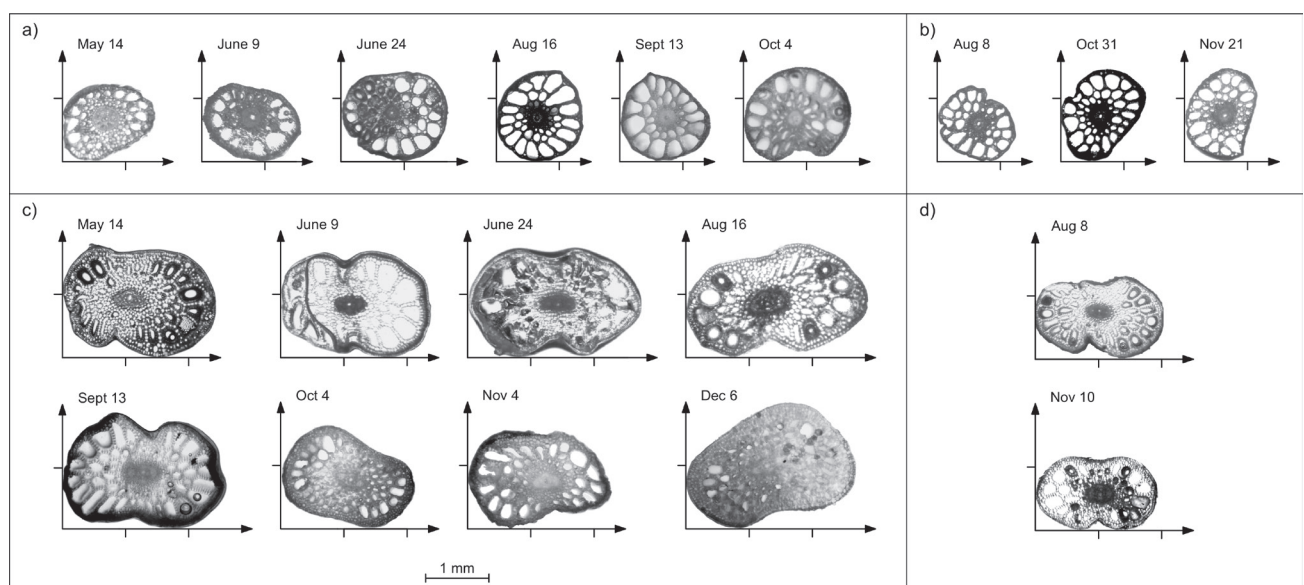 a)
May 14
June 9
June 24
Aug 16
Sept 13
Oct 4
b)
Aug 8
Oct 31
Nov 21
c)
May 14
June 9
June 24
Aug 16
Sept 13
Oct 4
Nov 4
Dec 6
1 mm
d)
Aug 8
Nov 10